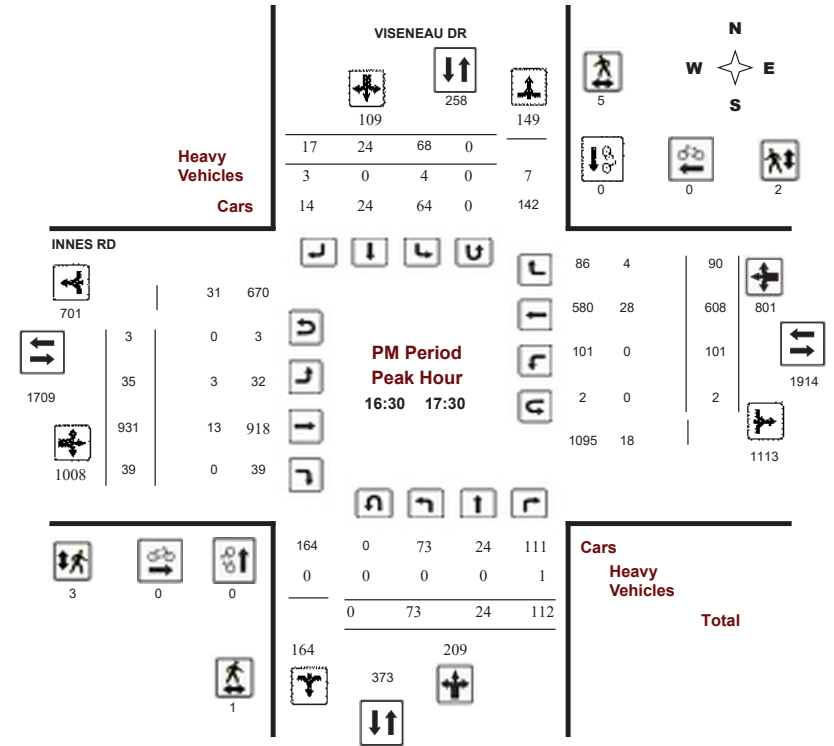 VISENEAU DR
N
W E
S
258
5
109
149
17 24 68 0
Heavy
Vehicles
3 0 4 0 7
0 0 2
Cars
14 24 64 0 142
INNES RD
701
31 670
86 4 90
580 28 608 801
3 0 3
1709
35 3 32
PM Period
Peak Hour
16:30 17:30
101 0 101
1914
2 0 2
931 13 918
1008
39 0 39
1095 18
1113
164 0 73 24 111
Cars
0 0 0 0 1
Heavy
Vehicles
3 0 0
0 73 24 112
Total
164 209
373
1